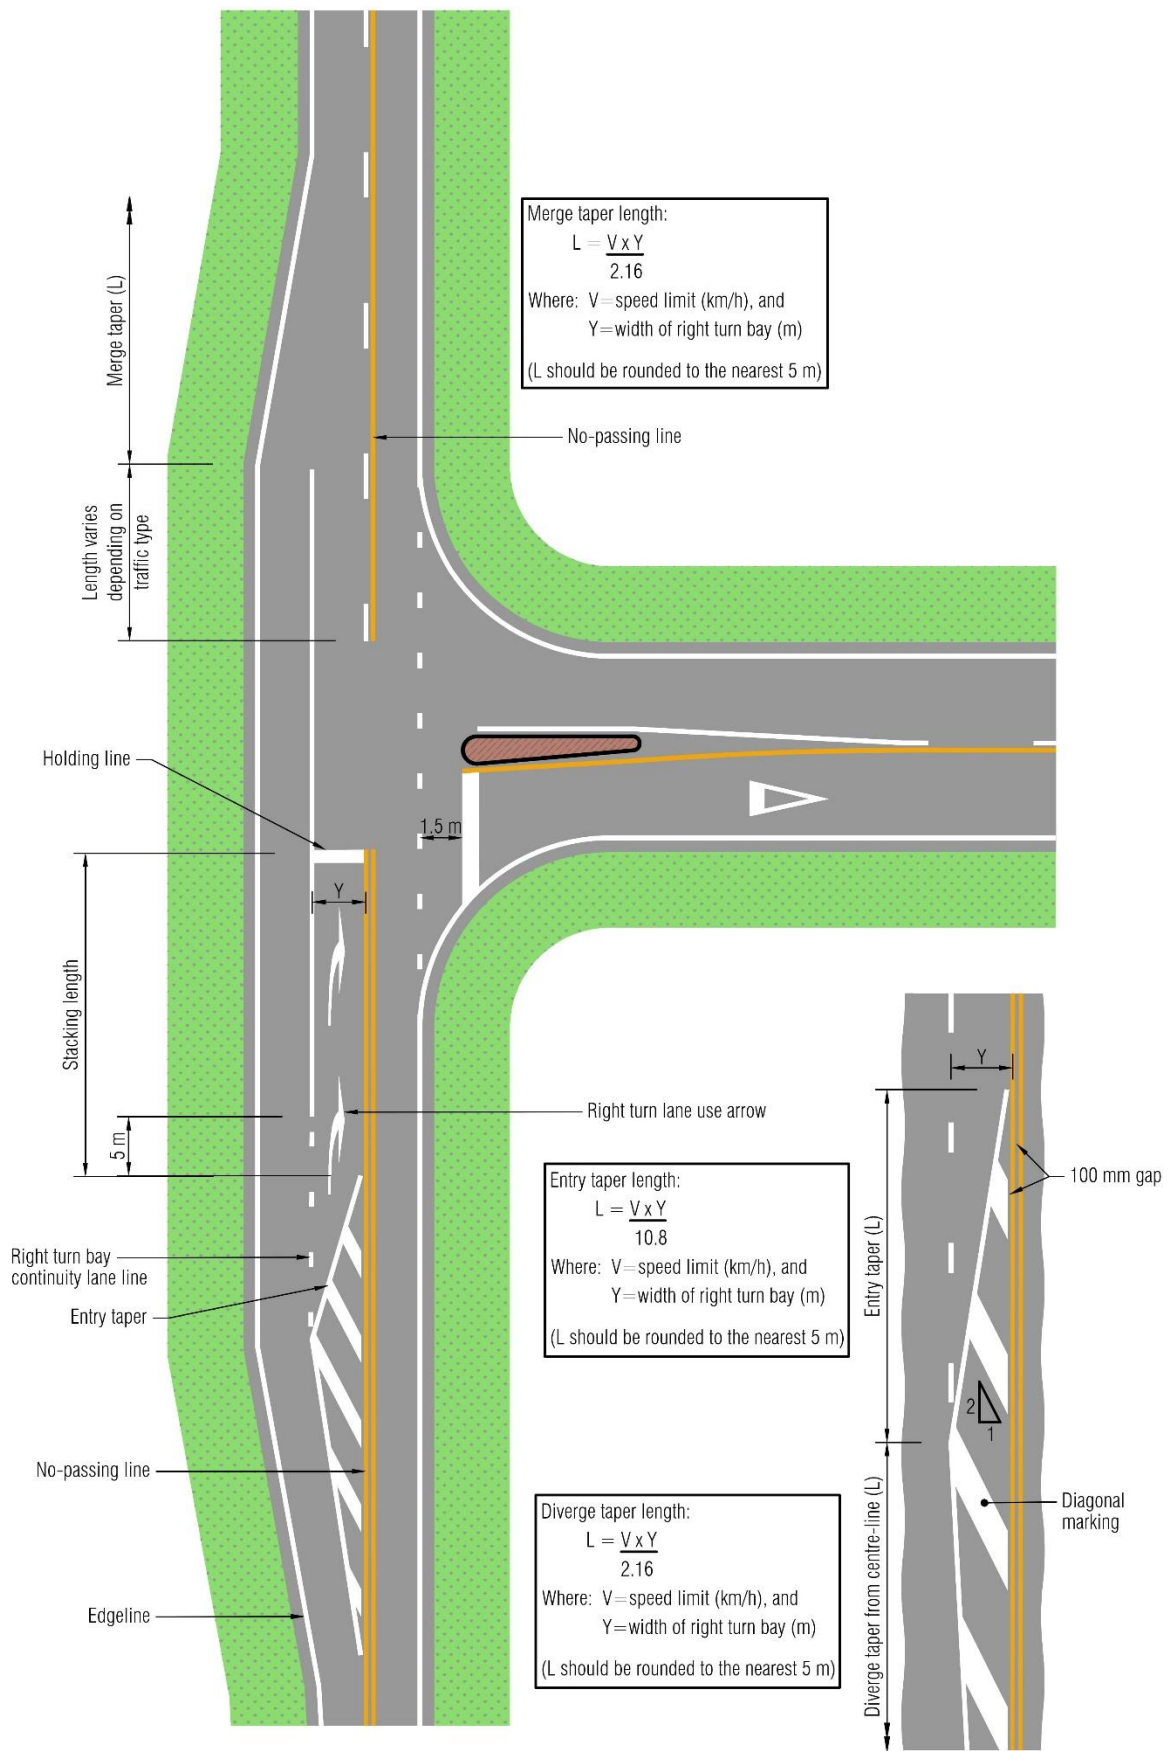 Merge taper length:
L = V x Y
2.16
Where: V=speed limit (km/h), and
Y=width of right turn bay (m)
(L should be rounded to the nearest 5 m)
Merge taper (L)
No-passing line
Length varies
depending on
traffic type
Holding line
1.5 m
Y
Stacking length
5 m
Right turn lane use arrow
Right turn bay
continuity lane line
Entry taper
Entry taper length:
L = V x Y
10.8
Where: V=speed limit (km/h), and
Y=width of right turn bay (m)
(L should be rounded to the nearest 5 m)
No-passing line
Edgeline
Diverge taper length:
L = V x Y
2.16
Where: V=speed limit (km/h), and
Y=width of right turn bay (m)
(L should be rounded to the nearest 5 m)
Y
100 mm gap
Entry taper (L)
2
1
Diagonal
marking
Diverge taper from centre-line (L)